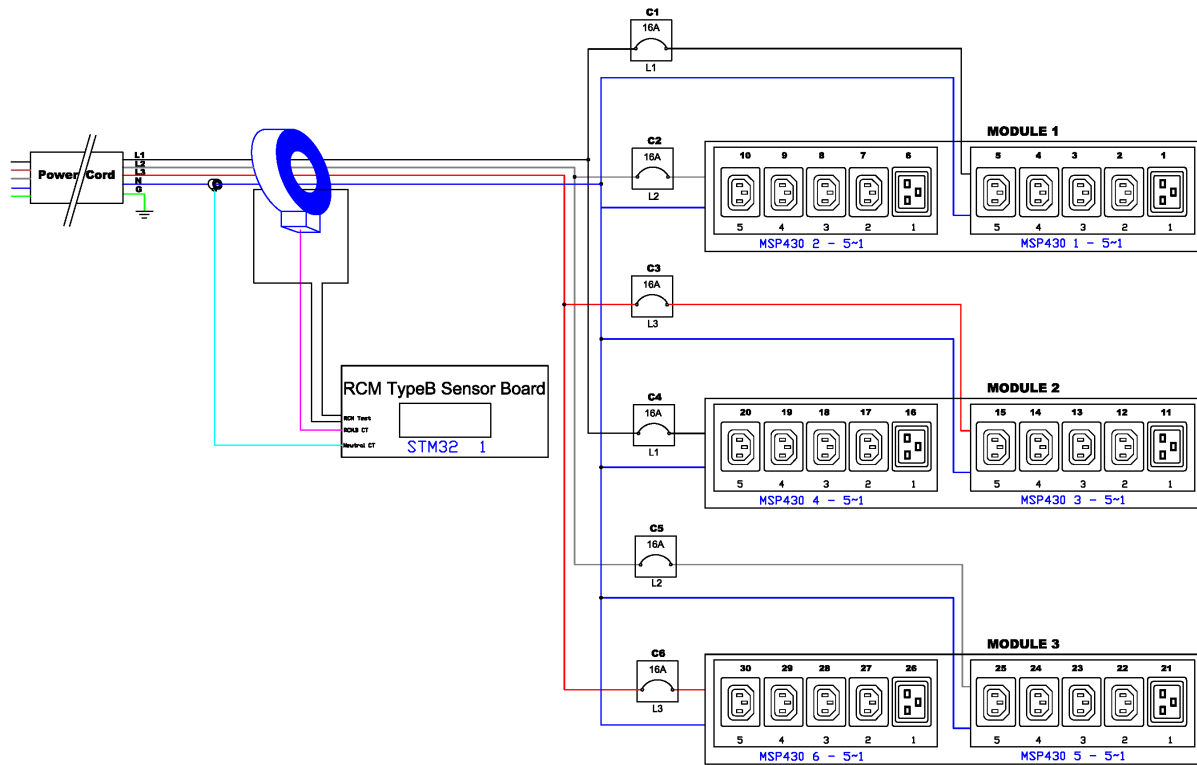 C1
16A
L1
Power Cord
L1
L2
L3
N
G
C2
16A
L2
MODULE 1
10 9 8 7 6
5 4 3 2 1
MSP430 2 - 5~1
5 4 3 2 1
5 4 3 2 1
MSP430 1 - 5~1
C3
16A
L3
RCM TypeB Sensor Board
RCM Test
RCMB CT
Neutral CT
STM32 1
C4
16A
L1
MODULE 2
20 19 18 17 16
5 4 3 2 1
MSP430 4 - 5~1
15 14 13 12 11
5 4 3 2 1
MSP430 3 - 5~1
C5
16A
L2
C6
16A
L3
MODULE 3
30 29 28 27 26
5 4 3 2 1
MSP430 6 - 5~1
25 24 23 22 21
5 4 3 2 1
MSP430 5 - 5~1